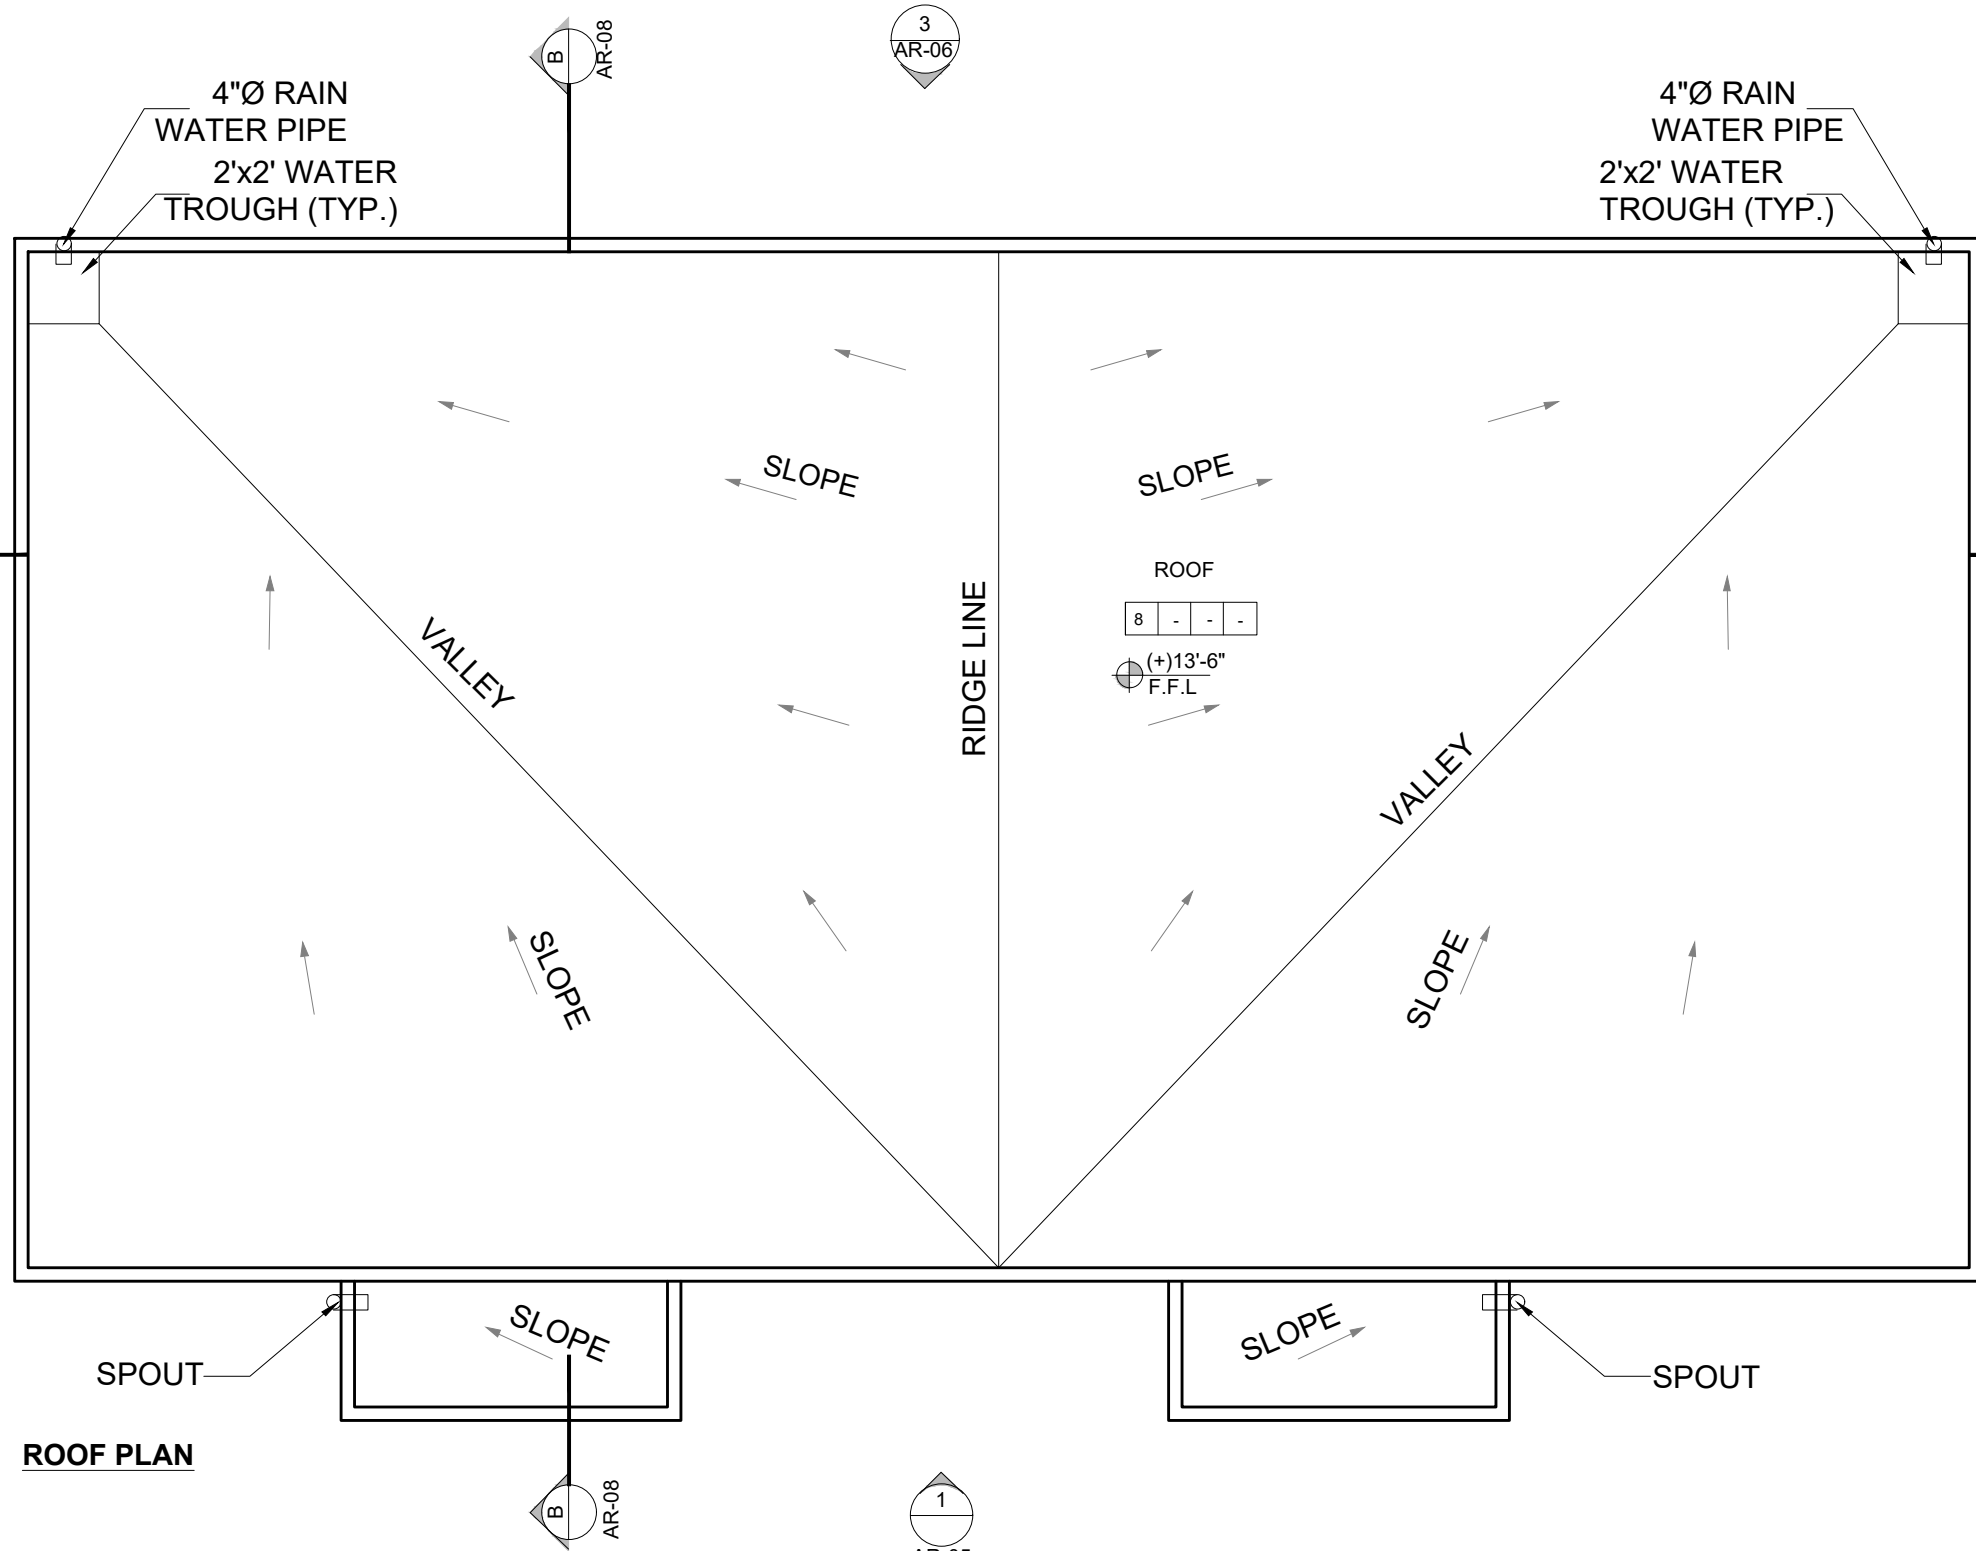 B
AR-08
3
AR-06
4"Ø RAIN
WATER PIPE
2'x2' WATER
TROUGH (TYP.)
4"Ø RAIN
WATER PIPE
2'x2' WATER
TROUGH (TYP.)
SLOPE
SLOPE
ROOF
8 - - -
(+)13'-6"
F.F.L
RIDGE LINE
VALLEY
VALLEY
SLOPE
SLOPE
SLOPE
SLOPE
SPOUT
SPOUT
ROOF PLAN
B
AR-08
1